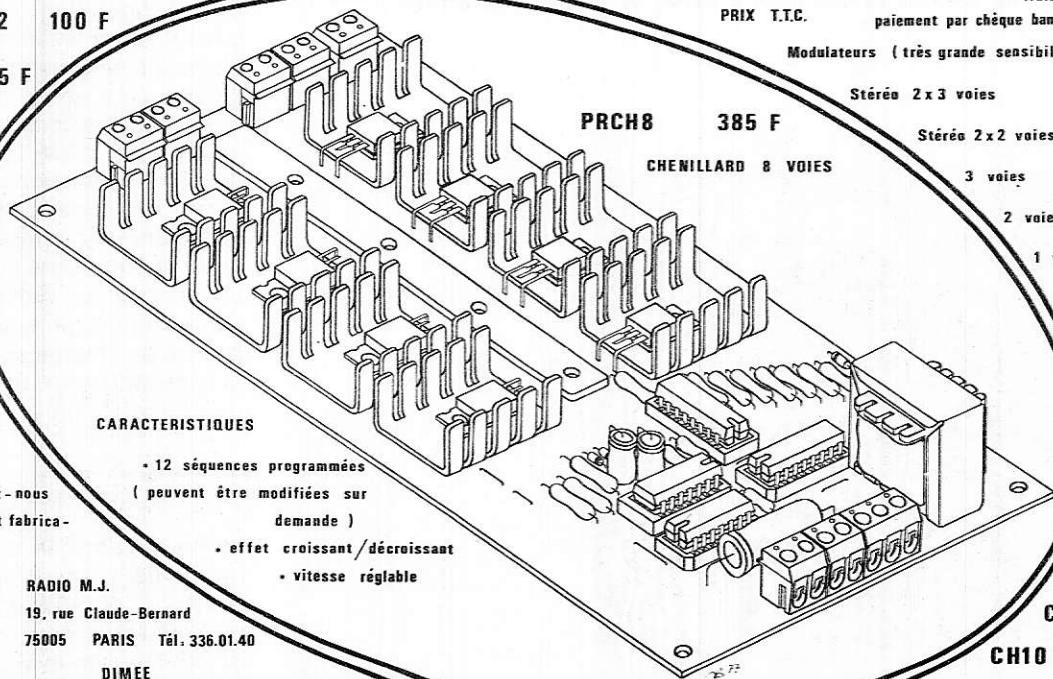 2 100 F
5 F
PRIX T.T.C.
paiement par chèque ban
Modulateurs ( très grande sensibil
Stéréo 2 x 3 voies
Stéréo 2 x 2 voies
3 voies
2 voie
1
PRCH8 385 F
CHENILLARD 8 VOIES
CARACTERISTIQUES
• 12 séquences programmées
( peuvent être modifiées sur
demande )
• effet croissant/décroissant
• vitesse réglable
- nous
t fabrica-
RADIO M.J.
19, rue Claude-Bernard
75005 PARIS Tél. 336.01.40
DIMEE
C
CH10